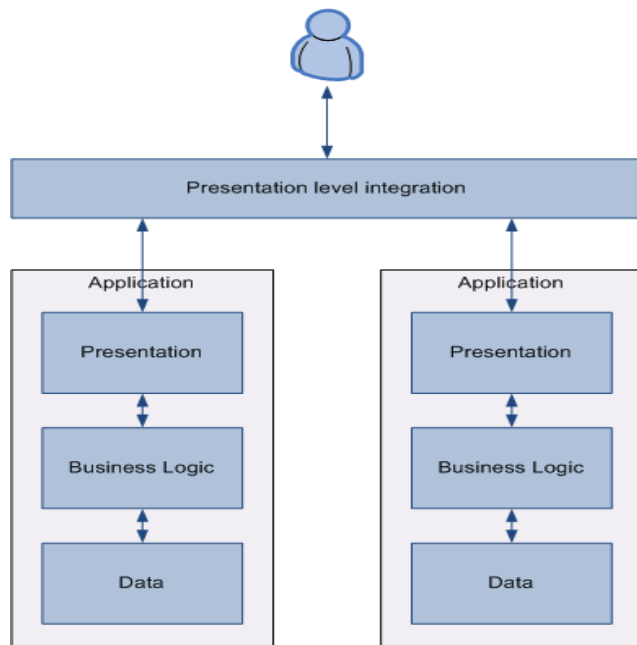 Presentation level integration
Application
Presentation
Business Logic
Data
Application
Presentation
Business Logic
Data